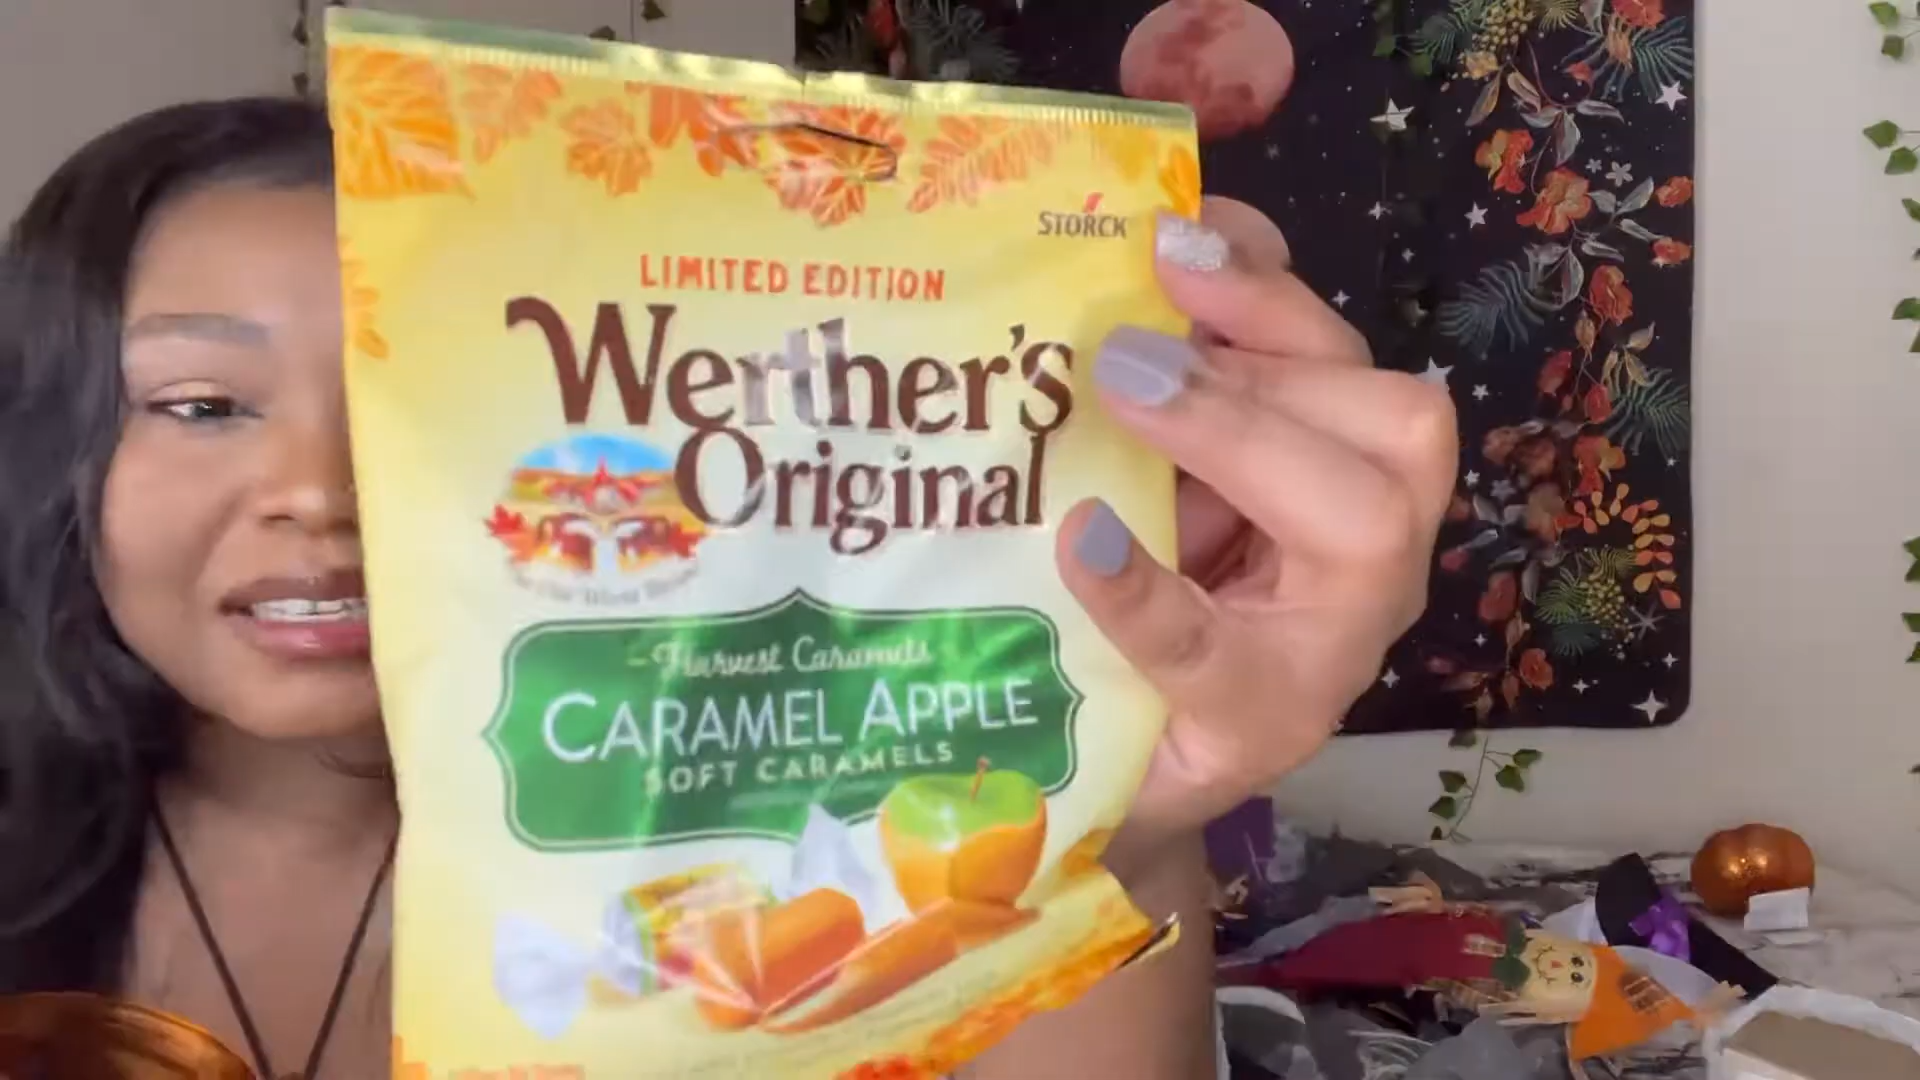 STORCK
LIMITED EDITION
Werther's
Original
Harvest Caramels
CARAMEL APPLE
SOFT CARAMELS